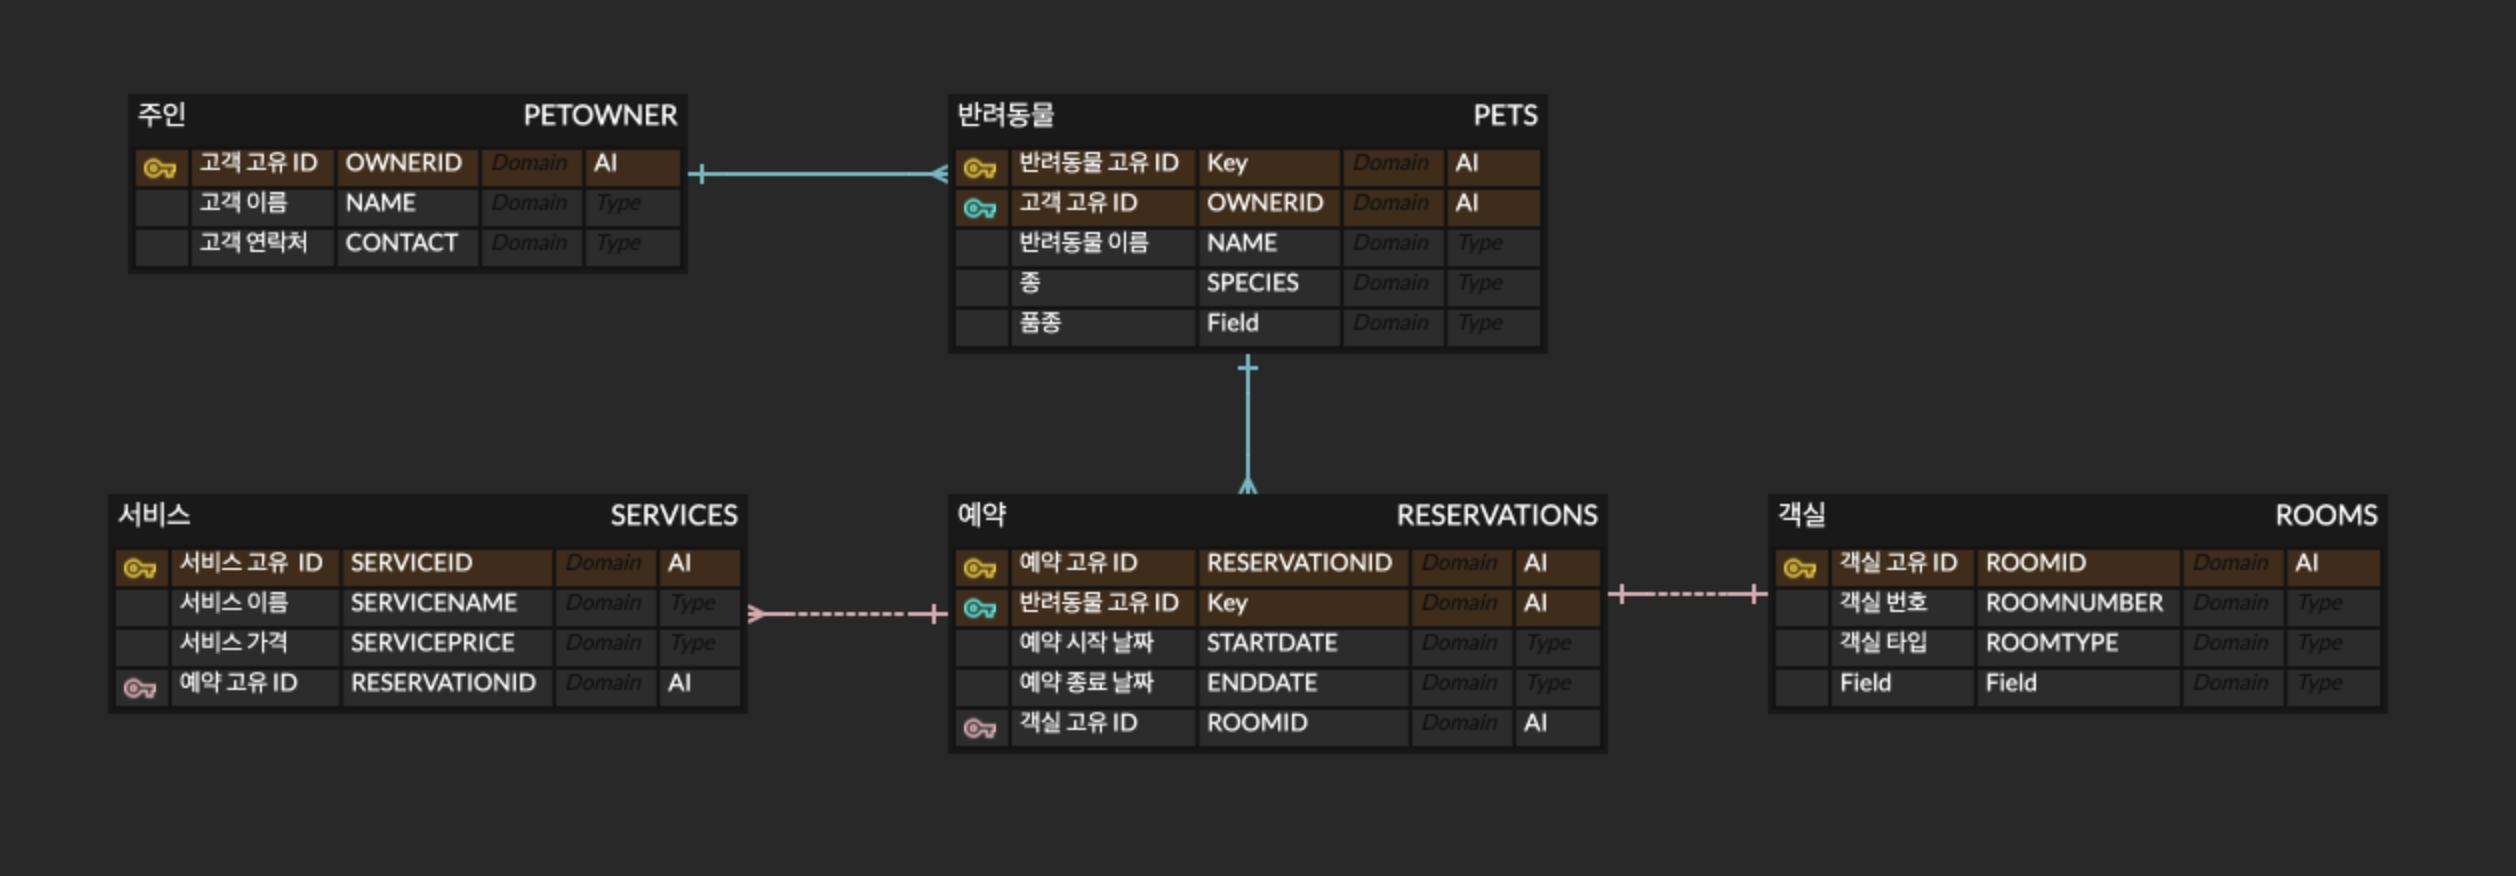 주인 PETOWNER
고객 고유 ID OWNERID Domain AI
고객 이름 NAME Domain Type
고객 연락처 CONTACT Domain Type
반려동물 PETS
반려동물 고유 ID Key Domain AI
고객 고유 ID OWNERID Domain AI
반려동물 이름 NAME Domain Type
종 SPECIES Domain Type
품종 Field Domain Type
서비스 SERVICES
서비스 고유 ID SERVICEID Domain AI
서비스 이름 SERVICENAME Domain Type
서비스 가격 SERVICEPRICE Domain Type
예약 고유 ID RESERVATIONID Domain AI
예약 RESERVATIONS
예약 고유 ID RESERVATIONID Domain AI
반려동물 고유 ID Key Domain AI
예약 시작 날짜 STARTDATE Domain Type
예약 종료 날짜 ENDDATE Domain Type
객실 고유 ID ROOMID Domain AI
객실 ROOMS
객실 고유 ID ROOMID Domain AI
객실 번호 ROOMNUMBER Domain Type
객실 타입 ROOMTYPE Domain Type
Field Field Domain Type